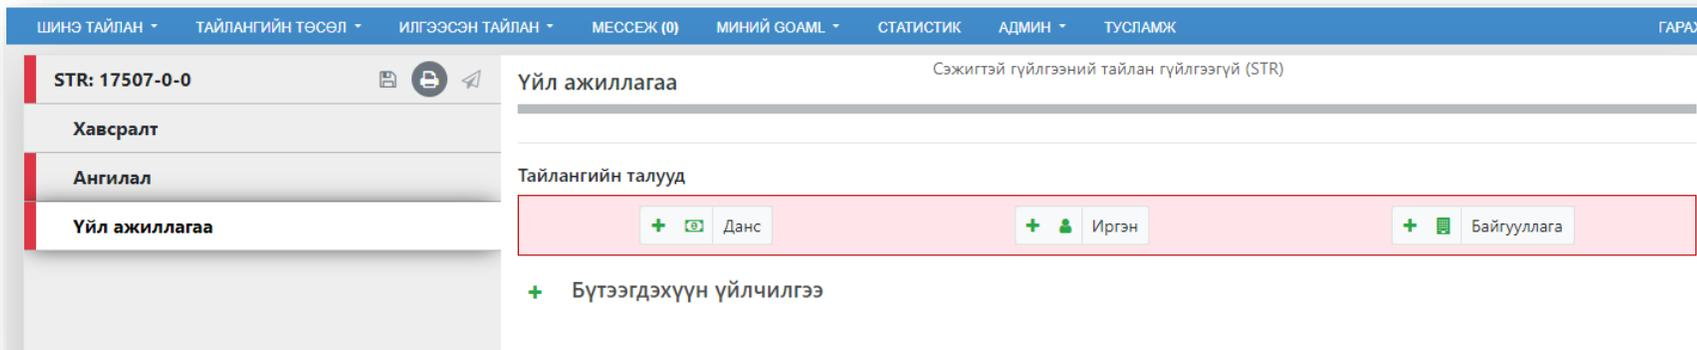 ШИНЭ ТАЙЛАН ТАЙЛАНГИЙН ТӨСӨЛ ИЛГЭЭСЭН ТАЙЛАН МЕССЕЖ (0) МИНИЙ GOAML СТАТИСТИК АДМИН ТУСЛАМЖ
STR: 17507-0-0
Хавсралт
Ангилал
Үйл ажиллагаа
Сэжигтэй гүйлгээний тайлан гүйлгээгүй (STR)
Үйл ажиллагаа
Тайлангийн талууд
Данс Иргэн Байгууллага
Бүтээгдэхүүн үйлчилгээ